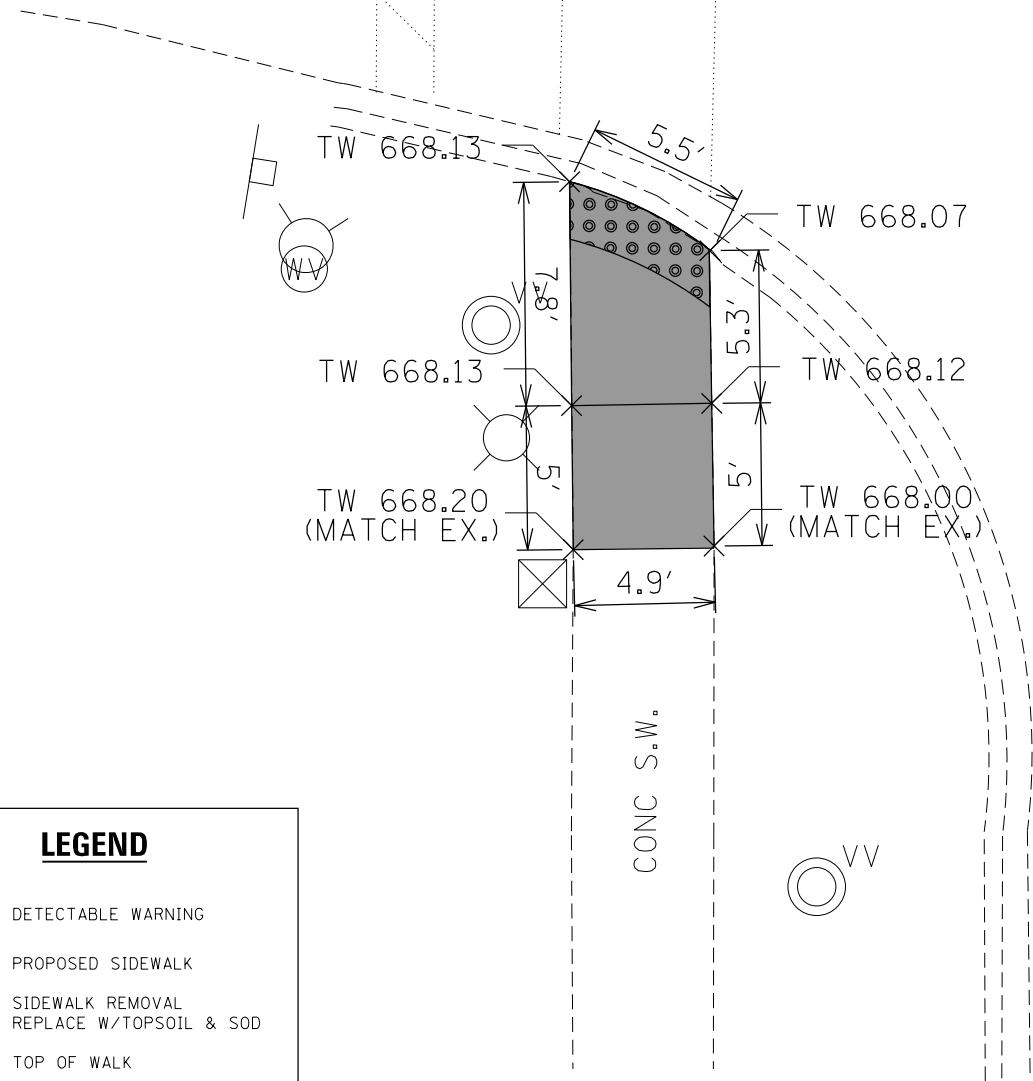 TW 668.13
5.5'
TW 668.07
WV
VV
7.8'
5.3'
TW 668.13
TW 668.12
5'
5'
TW 668.20
(MATCH EX.)
TW 668.00
(MATCH EX.)
4.9'
CONC S.W.
VV
LEGEND
DETECTABLE WARNING
PROPOSED SIDEWALK
SIDEWALK REMOVAL
REPLACE W/TOPSOIL & SOD
TOP OF WALK